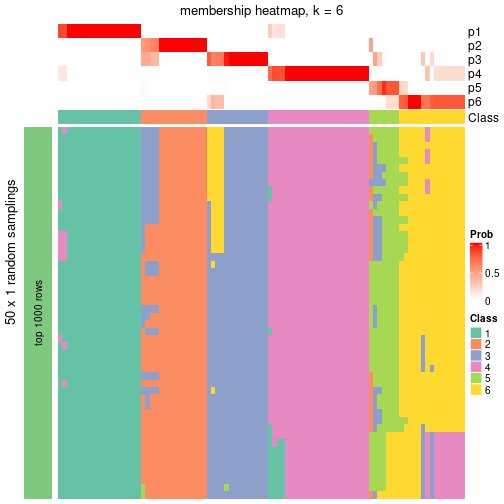 membership heatmap, k = 6
p1
p2
p3
p4
p5
p6
Class
50 x 1 random samplings
top 1000 rows
Prob
1
0.5
0
Class
1
2
3
4
5
6